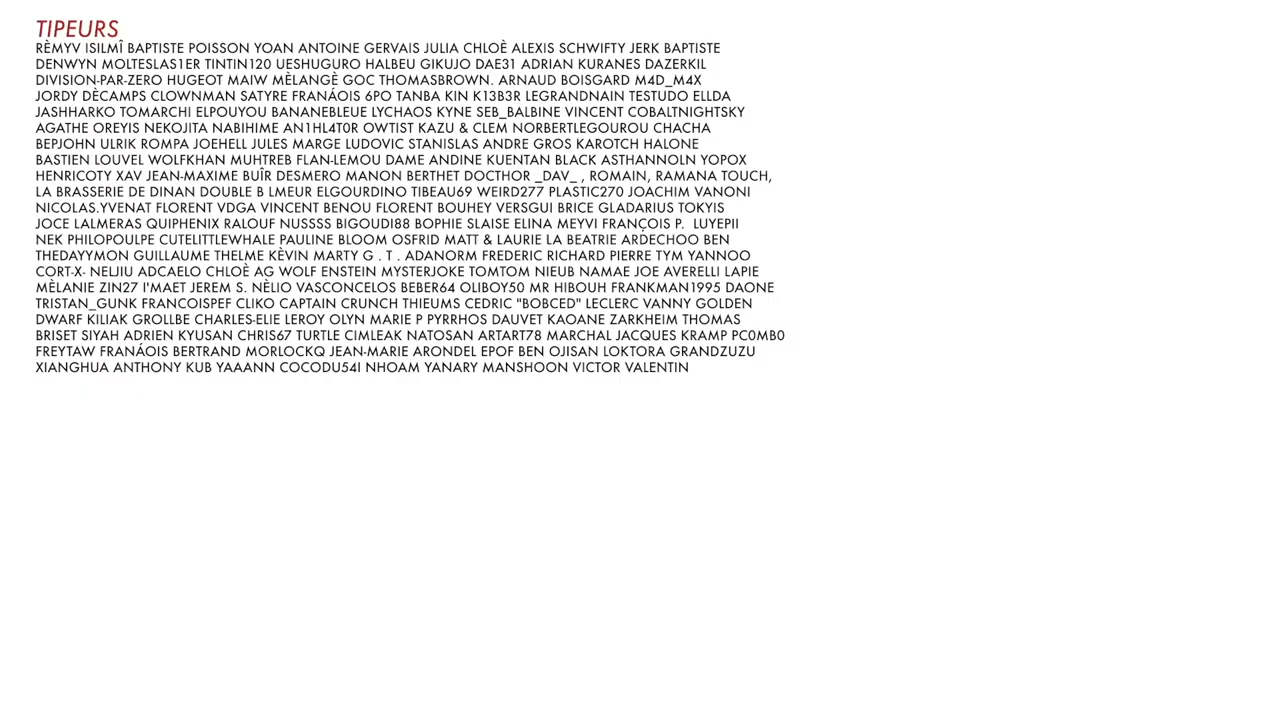 TIPEURS
RÈMYV ISILMÎ BAPTISTE POISSON YOAN ANTOINE GERVAIS JULIA CHLOÈ ALEXIS SCHWIFTY JERK BAPTISTE
DENWYN MOLTESLAS1ER TINTIN120 UESHUGURO HALBEU GIKUJO DAE31 ADRIAN KURANES DAZERKIL
DIVISION-PAR-ZERO HUGEOT MAIW MÈLANGÈ GOC THOMASBROWN. ARNAUD BOISGARD M4D_M4X
JORDY DÈCAMPS CLOWNMAN SATYRE FRANÁOIS 6PO TANBA KIN K13B3R LEGRANDNAIN TESTUDO ELLDA
JASHHARKO TOMARCHI ELPOUYOU BANANEBLEUE LYCHAOS KYNE SEB_BALBINE VINCENT COBALTNIGHTSKY
AGATHE OREYIS NEKOJITA NABIHIME AN1HL4T0R OWTIST KAZU & CLEM NORBERTLEGOUROU CHACHA
BEPJOHN ULRIK ROMPA JOEHELL JULES MARGE LUDOVIC STANISLAS ANDRE GROS KAROTCH HALONE
BASTIEN LOUVEL WOLFKHAN MUHTREB FLAN-LEMOU DAME ANDINE KUENTAN BLACK ASTHANNOLN YOPOX
HENRICOTY XAV JEAN-MAXIME BUÎR DESMERO MANON BERTHET DOCTHOR _DAV_ , ROMAIN, RAMANA TOUCH,
LA BRASSERIE DE DINAN DOUBLE B LMEUR ELGOURDINO TIBEAU69 WEIRD277 PLASTIC270 JOACHIM VANONI
NICOLAS.YVENAT FLORENT VDGA VINCENT BENOU FLORENT BOUHEY VERSGUI BRICE GLADARIUS TOKYIS
JOCE LALMERAS QUIPHENIX RALOUF NUSSSS BIGOUDI88 BOPHIE SLAISE ELINA MEYVI FRANÇOIS P.  LUYEPII
NEK PHILOPOULPE CUTELITTLEWHALE PAULINE BLOOM OSFRID MATT & LAURIE LA BEATRIE ARDECHOO BEN
THEDAYYMON GUILLAUME THELME KÈVIN MARTY G . T . ADANORM FREDERIC RICHARD PIERRE TYM YANNOO
CORT-X- NELJIU ADCAELO CHLOÈ AG WOLF ENSTEIN MYSTERJOKE TOMTOM NIEUB NAMAE JOE AVERELLI LAPIE
MÈLANIE ZIN27 I'MAET JEREM S. NÈLIO VASCONCELOS BEBER64 OLIBOY50 MR HIBOUH FRANKMAN1995 DAONE
TRISTAN_GUNK FRANCOISPEF CLIKO CAPTAIN CRUNCH THIEUMS CEDRIC "BOBCED" LECLERC VANNY GOLDEN
DWARF KILIAK GROLLBE CHARLES-ELIE LEROY OLYN MARIE P PYRRHOS DAUVET KAOANE ZARKHEIM THOMAS
BRISET SIYAH ADRIEN KYUSAN CHRIS67 TURTLE CIMLEAK NATOSAN ARTART78 MARCHAL JACQUES KRAMP PC0MB0
FREYTAW FRANÁOIS BERTRAND MORLOCKQ JEAN-MARIE ARONDEL EPOF BEN OJISAN LOKTORA GRANDZUZU
XIANGHUA ANTHONY KUB YAAANN COCODU54I NHOAM YANARY MANSHOON VICTOR VALENTIN